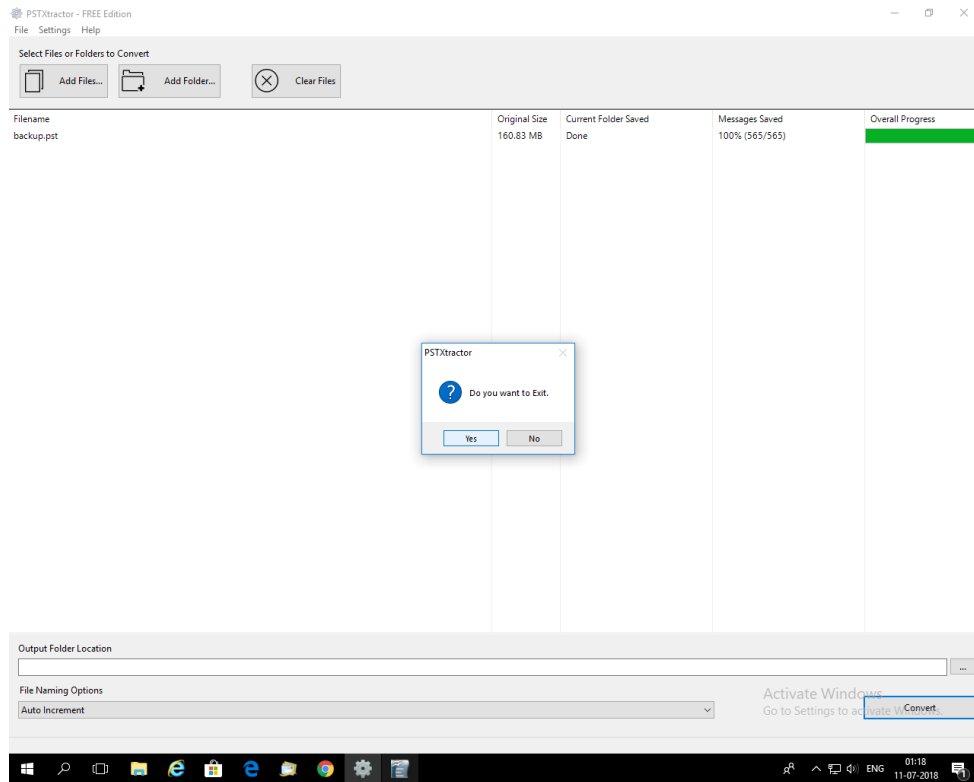 PSTXtractor - FREE Edition
File Settings Help
Select Files or Folders to Convert
Add Files... Add Folder... Clear Files
Filename Original Size Current Folder Saved Messages Saved Overall Progress
backup.pst 160.83 MB Done 100% (565/565)
PSTXtractor
? Do you want to Exit.
Yes No
Output Folder Location
...
File Naming Options
Auto Increment
Activate Windows
Go to Settings to activate Windows.
Convert
ENG
01:18
11-07-2018
1